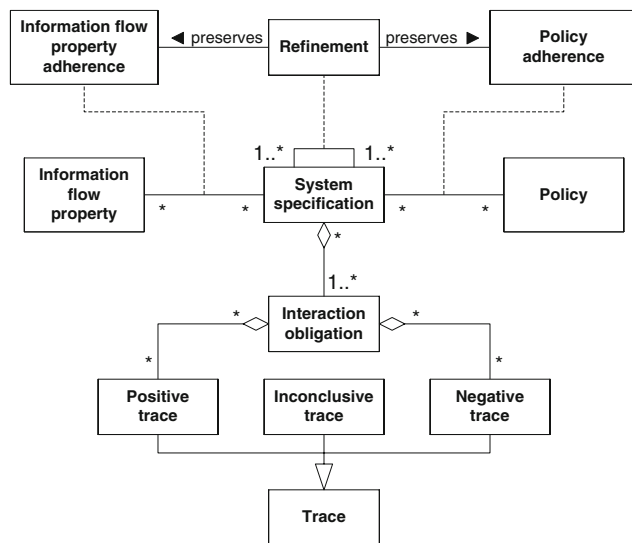 Information flow
property
adherence
◀ preserves
Refinement
preserves ▶
Policy
adherence
1..*
1..*
Information
flow
property
*
*
System
specification
*
*
Policy
*
1..*
*
Interaction
obligation
*
*
*
Positive
trace
Inconclusive
trace
Negative
trace
Trace